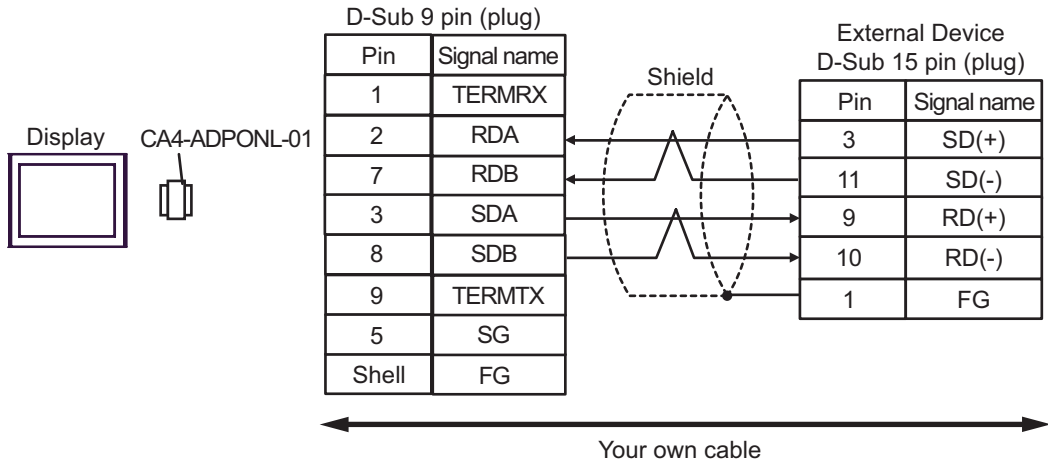 D-Sub 9 pin (plug)
Pin Signal name
1 TERMRX
2 RDA
7 RDB
3 SDA
8 SDB
9 TERMTX
5 SG
Shell FG
Display
CA4-ADPONL-01
Shield
External Device
D-Sub 15 pin (plug)
Pin Signal name
3 SD(+)
11 SD(-)
9 RD(+)
10 RD(-)
1 FG
Your own cable